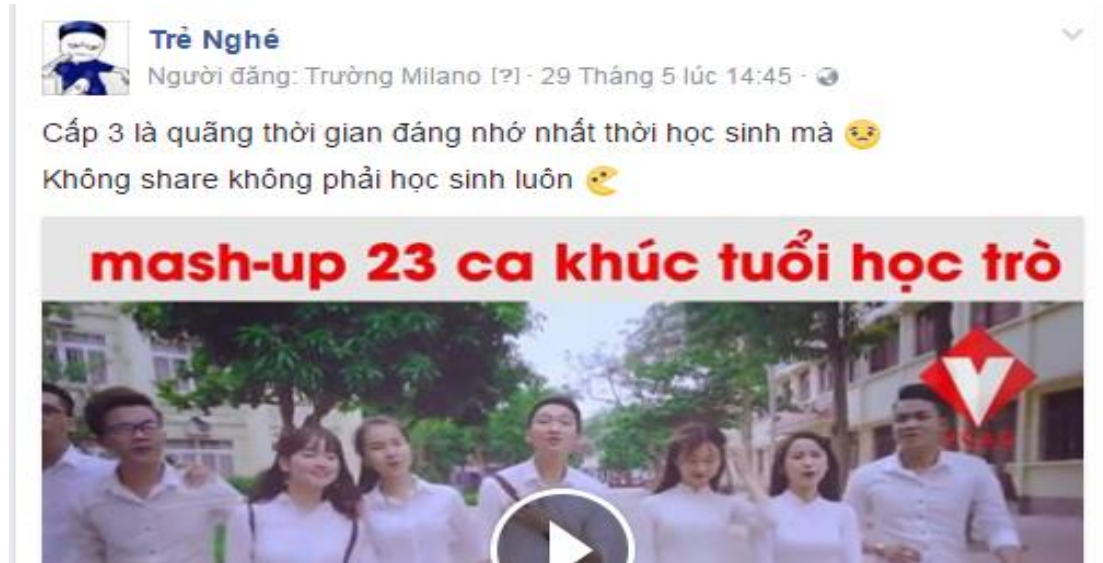 Trẻ Nghé
Người đăng: Trường Milano [?] · 29 Tháng 5 lúc 14:45 ·
Cấp 3 là quãng thời gian đáng nhớ nhất thời học sinh mà
Không share không phải học sinh luôn
mash-up 23 ca khúc tuổi học trò